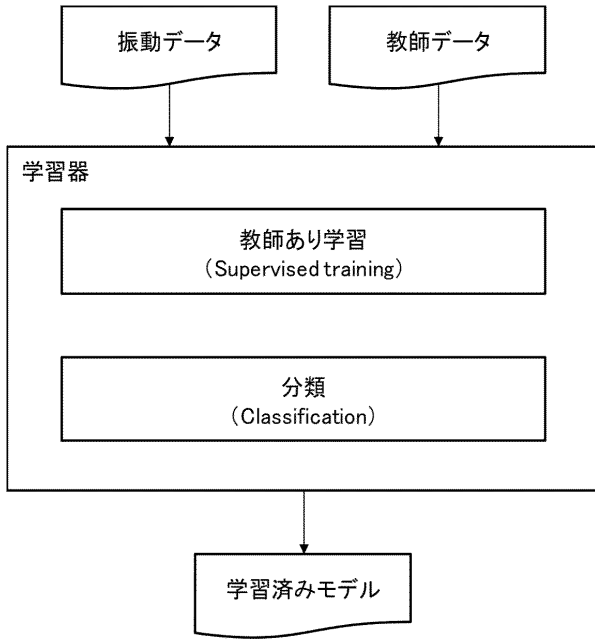 振動データ
教師データ
学習器
教師あり学習
（Supervised training）
分類
（Classification）
学習済みモデル